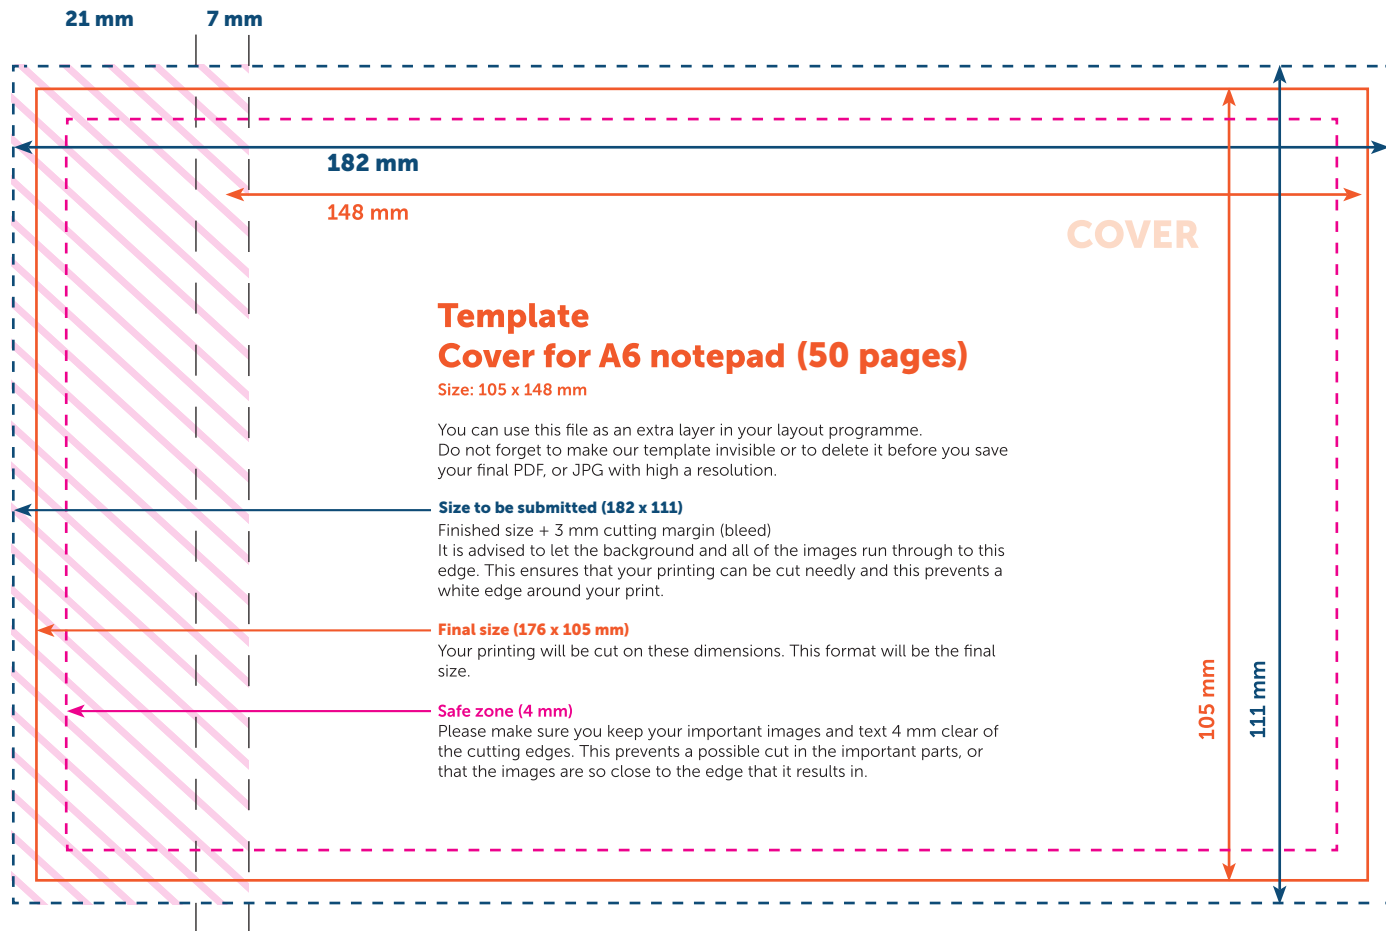 21 mm
7 mm
182 mm
148 mm
COVER
Template
Cover for A6 notepad (50 pages)
Size: 105 x 148 mm
You can use this file as an extra layer in your layout programme.
Do not forget to make our template invisible or to delete it before you save
your final PDF, or JPG with high a resolution.
Size to be submitted (182 x 111)
Finished size + 3 mm cutting margin (bleed)
It is advised to let the background and all of the images run through to this
edge. This ensures that your printing can be cut needly and this prevents a
white edge around your print.
Final size (176 x 105 mm)
Your printing will be cut on these dimensions. This format will be the final
size.
Safe zone (4 mm)
Please make sure you keep your important images and text 4 mm clear of
the cutting edges. This prevents a possible cut in the important parts, or
that the images are so close to the edge that it results in.
105 mm
111 mm